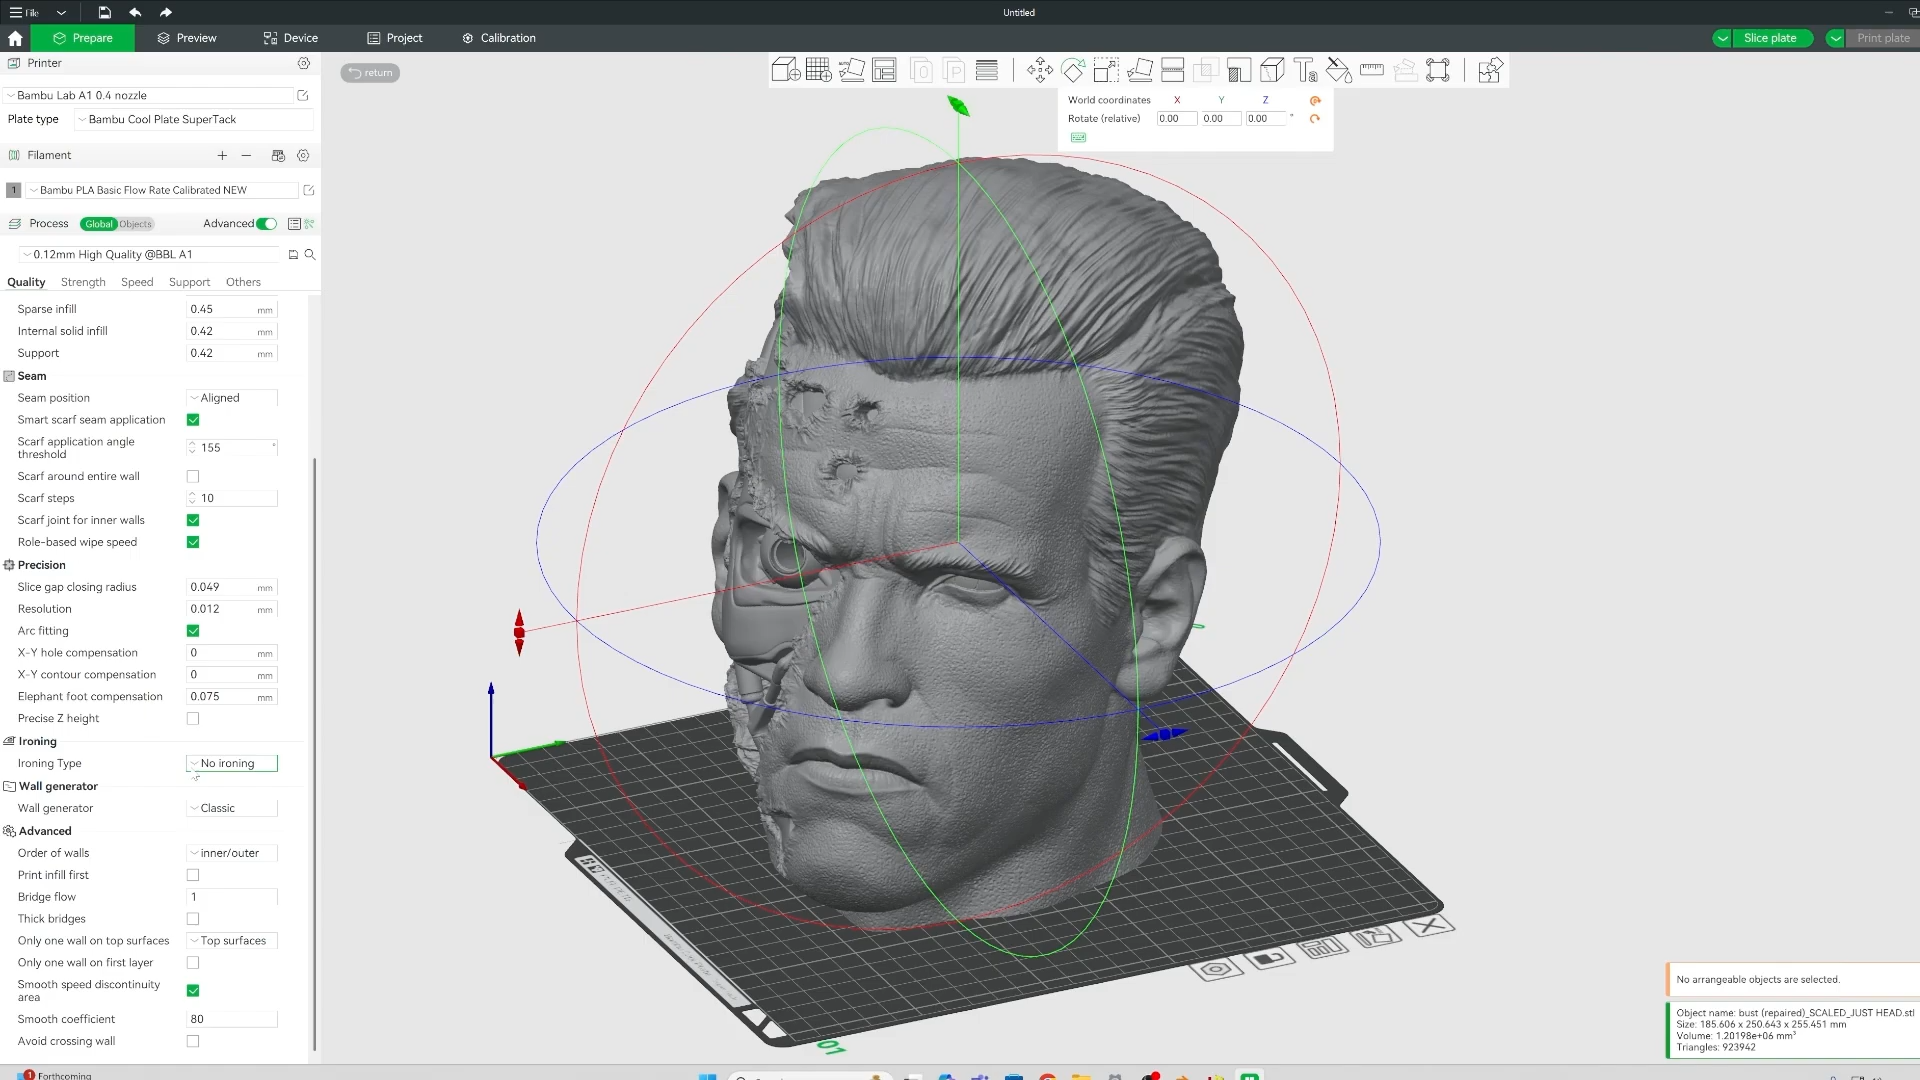 File
Untitled
Prepare
Preview
Device
Project
Calibration
Slice plate
Print plate
Printer
return
Bambu Lab A1 0.4 nozzle
Plate type
Bambu Cool Plate SuperTack
World coordinates X Y Z
Rotate (relative) 0.00 0.00 0.00 °
Filament
1 Bambu PLA Basic Flow Rate Calibrated NEW
Process Global Objects Advanced
0.12mm High Quality @BBL A1
Quality Strength Speed Support Others
Sparse infill 0.45 mm
Internal solid infill 0.42 mm
Support 0.42 mm
Seam
Seam position Aligned
Smart scarf seam application
Scarf application angle
threshold 155 °
Scarf around entire wall
Scarf steps 10
Scarf joint for inner walls
Role-based wipe speed
Precision
Slice gap closing radius 0.049 mm
Resolution 0.012 mm
Arc fitting
X-Y hole compensation 0 mm
X-Y contour compensation 0 mm
Elephant foot compensation 0.075 mm
Precise Z height
Ironing
Ironing Type No ironing
Wall generator
Wall generator Classic
Advanced
Order of walls inner/outer
Print infill first
Bridge flow 1
Thick bridges
Only one wall on top surfaces Top surfaces
Only one wall on first layer
Smooth speed discontinuity
area
Smooth coefficient 80
Avoid crossing wall
01
No arrangeable objects are selected.
Object name: bust (repaired)_SCALED_JUST HEAD.stl
Size: 185.606 x 250.643 x 255.451 mm
Volume: 1.20198e+06 mm³
Triangles: 923942
1 Forthcoming